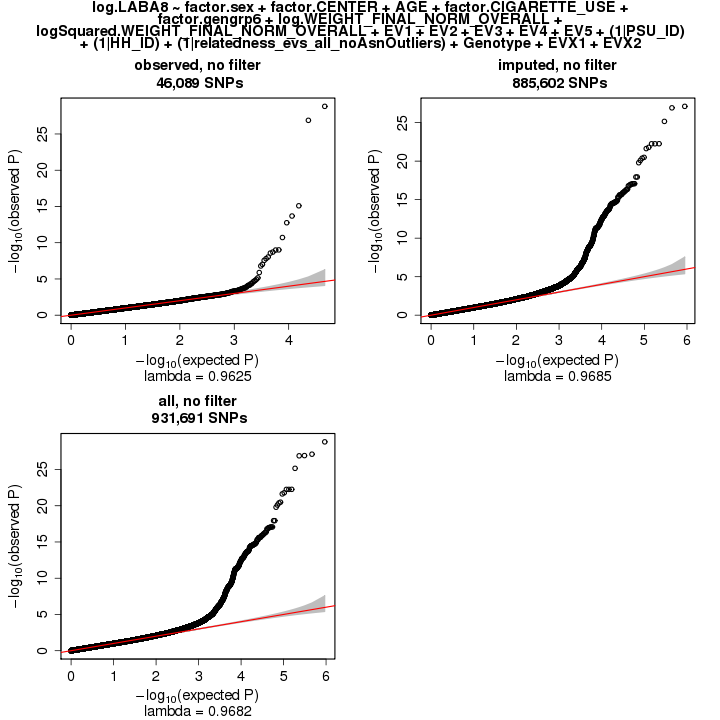 log.LABA8 ~ factor.sex + factor.CENTER + AGE + factor.CIGARETTE_USE +
factor.gengrp6 + log.WEIGHT_FINAL_NORM_OVERALL +
logSquared.WEIGHT_FINAL_NORM_OVERALL + EV1 + EV2 + EV3 + EV4 + EV5 + (1|PSU_ID)
+ (1|HH_ID) + (1|relatedness_evs_all_noAsnOutliers) + Genotype + EVX1 + EVX2
observed, no filter
46,089 SNPs
−log10(observed P)
25
20
15
10
5
0
0 1 2 3 4
−log10(expected P)
lambda = 0.9625
imputed, no filter
885,602 SNPs
−log10(observed P)
25
20
15
10
5
0
0 1 2 3 4 5 6
−log10(expected P)
lambda = 0.9685
all, no filter
931,691 SNPs
−log10(observed P)
25
20
15
10
5
0
0 1 2 3 4 5 6
−log10(expected P)
lambda = 0.9682